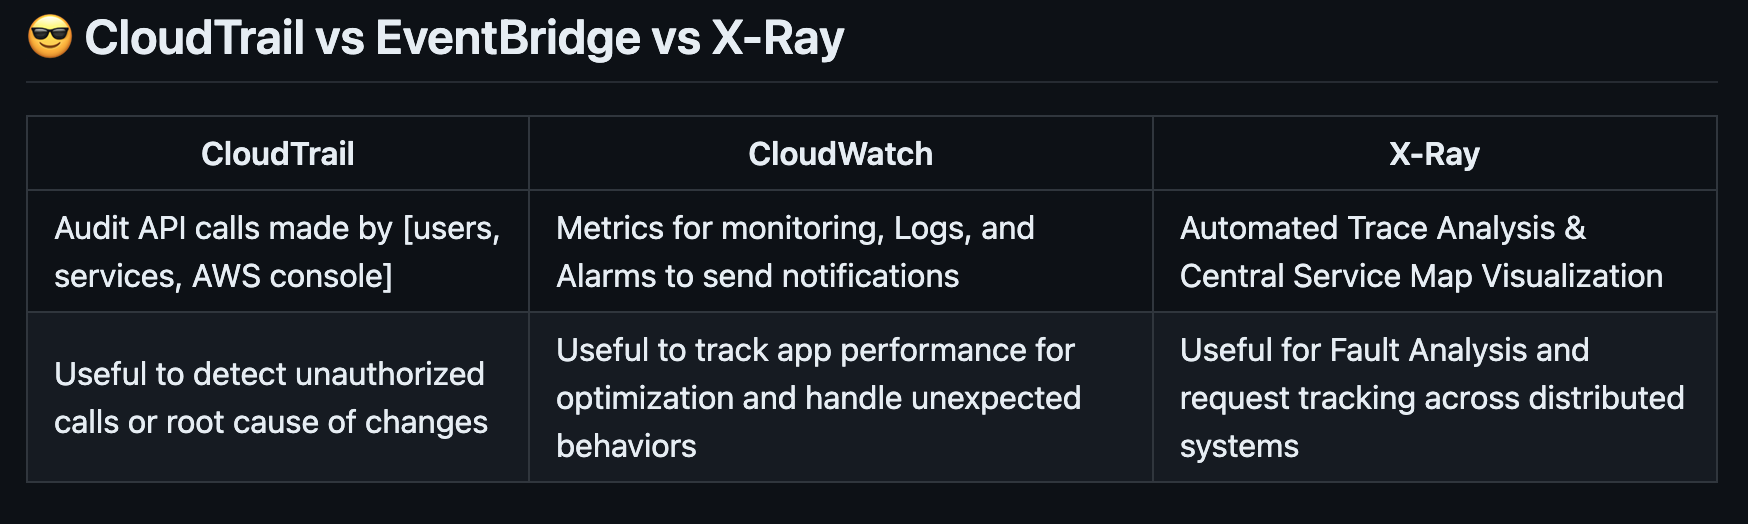 😎 CloudTrail vs EventBridge vs X-Ray
CloudTrail
CloudWatch
X-Ray
Audit API calls made by [users,
services, AWS console]
Metrics for monitoring, Logs, and
Alarms to send notifications
Automated Trace Analysis &
Central Service Map Visualization
Useful to detect unauthorized
calls or root cause of changes
Useful to track app performance for
optimization and handle unexpected
behaviors
Useful for Fault Analysis and
request tracking across distributed
systems